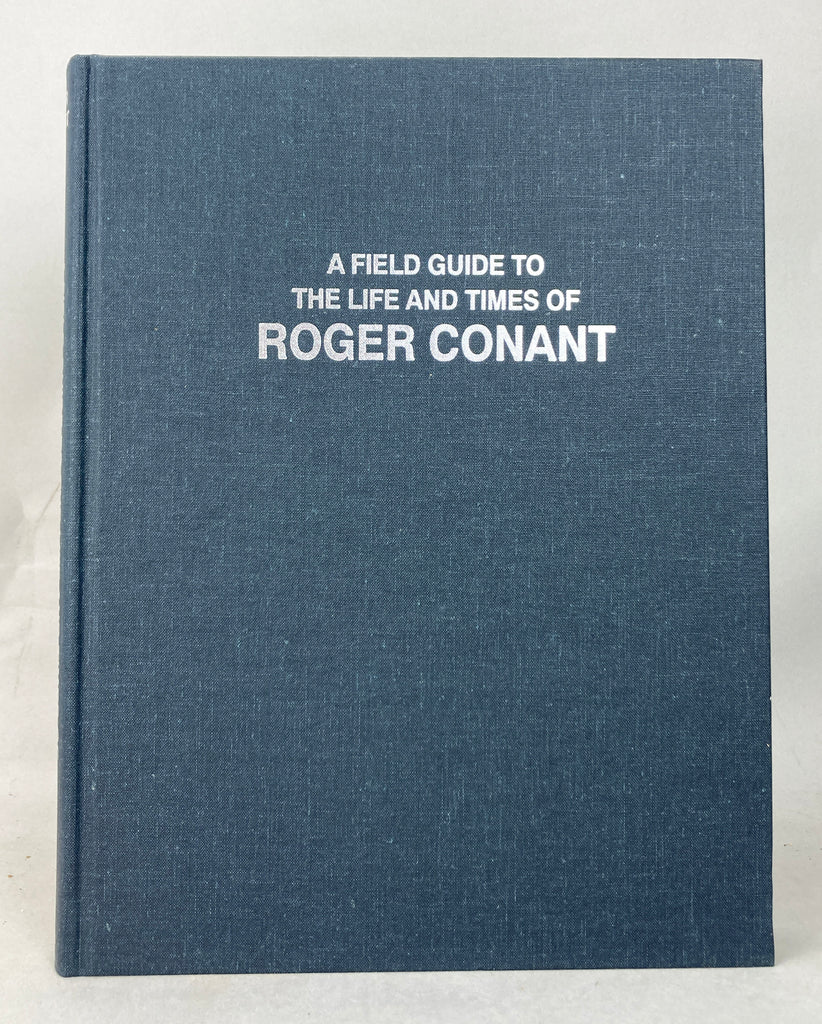 A FIELD GUIDE TO
THE LIFE AND TIMES OF
ROGER CONANT